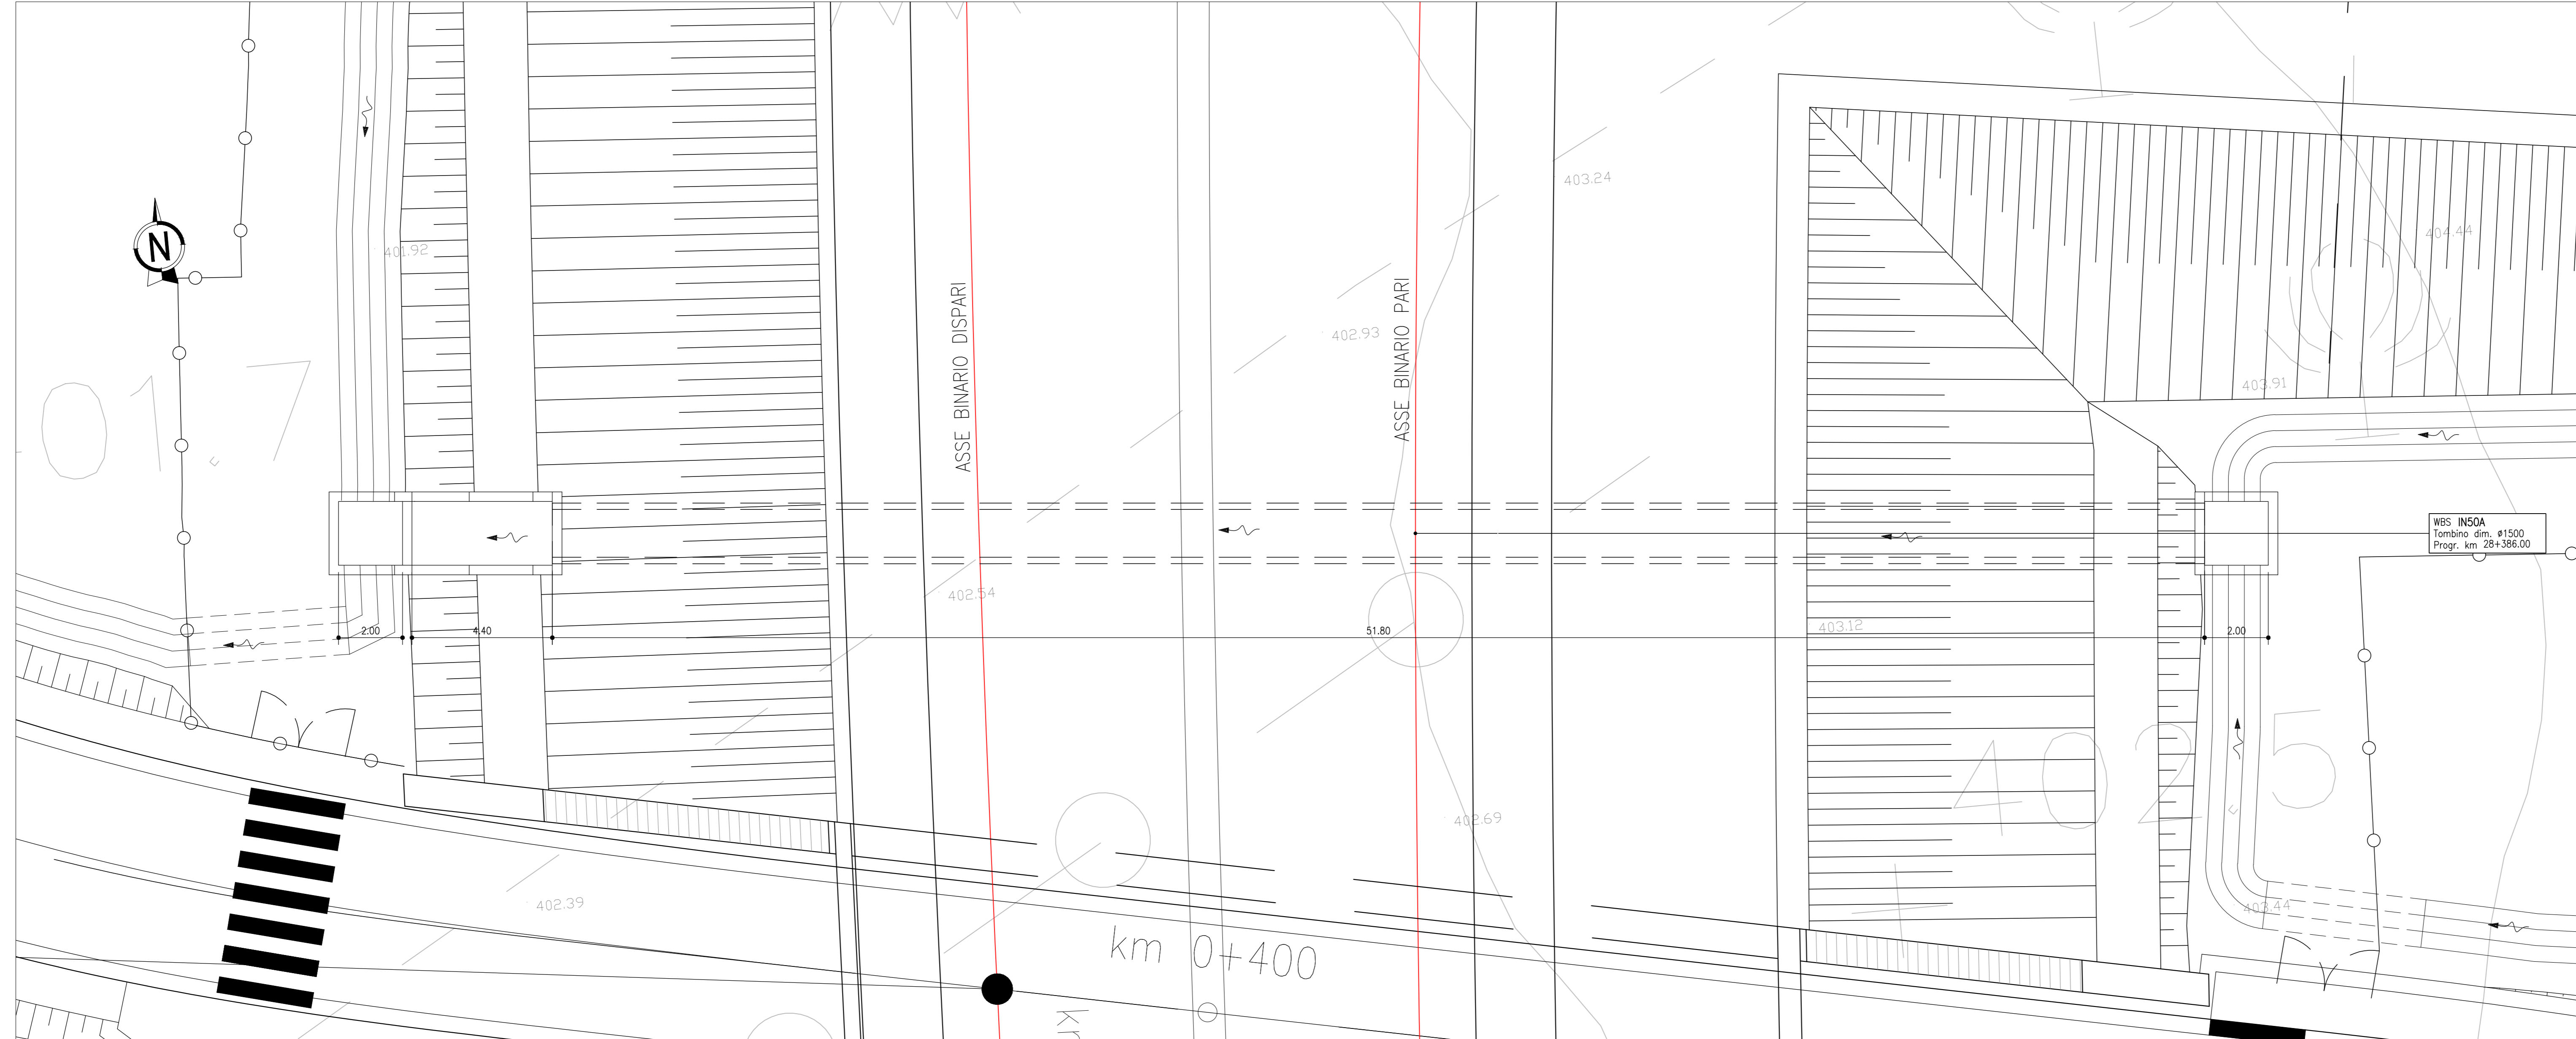 403.24
404.44
N
401.92
ASSE BINARIO DISPARI
ASSE BINARIO PARI
402.93
403.91
017
E
WBS IN50A
Tombino dim. ø1500
Progr. km 28+386.00
402.54
403.12
2.00
4.40
51.80
2.00
4025
E
402.69
402.39
403.44
km 0+400